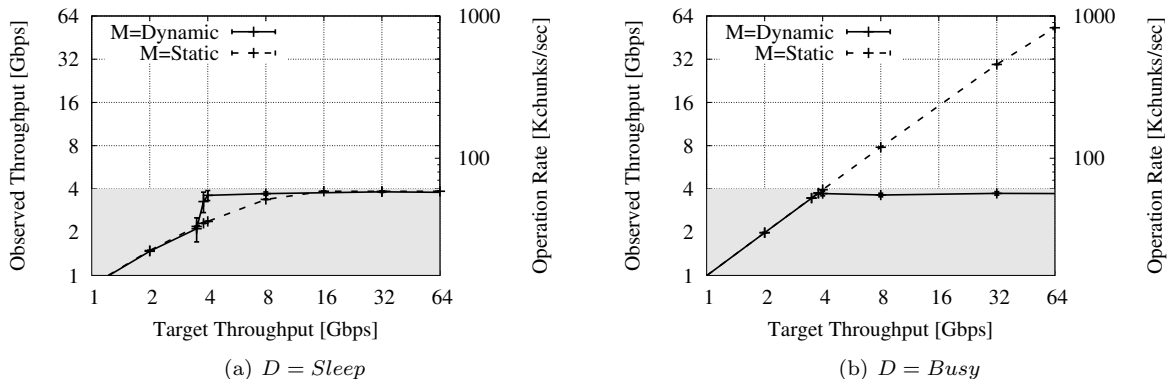 Observed Throughput [Gbps]
64
32
16
8
4
2
1
M=Dynamic
M=Static
1000
100
Operation Rate [Kchunks/sec]
1 2 4 8 16 32 64
Target Throughput [Gbps]
(a) D = Sleep
Observed Throughput [Gbps]
64
32
16
8
4
2
1
M=Dynamic
M=Static
1000
100
Operation Rate [Kchunks/sec]
1 2 4 8 16 32 64
Target Throughput [Gbps]
(b) D = Busy